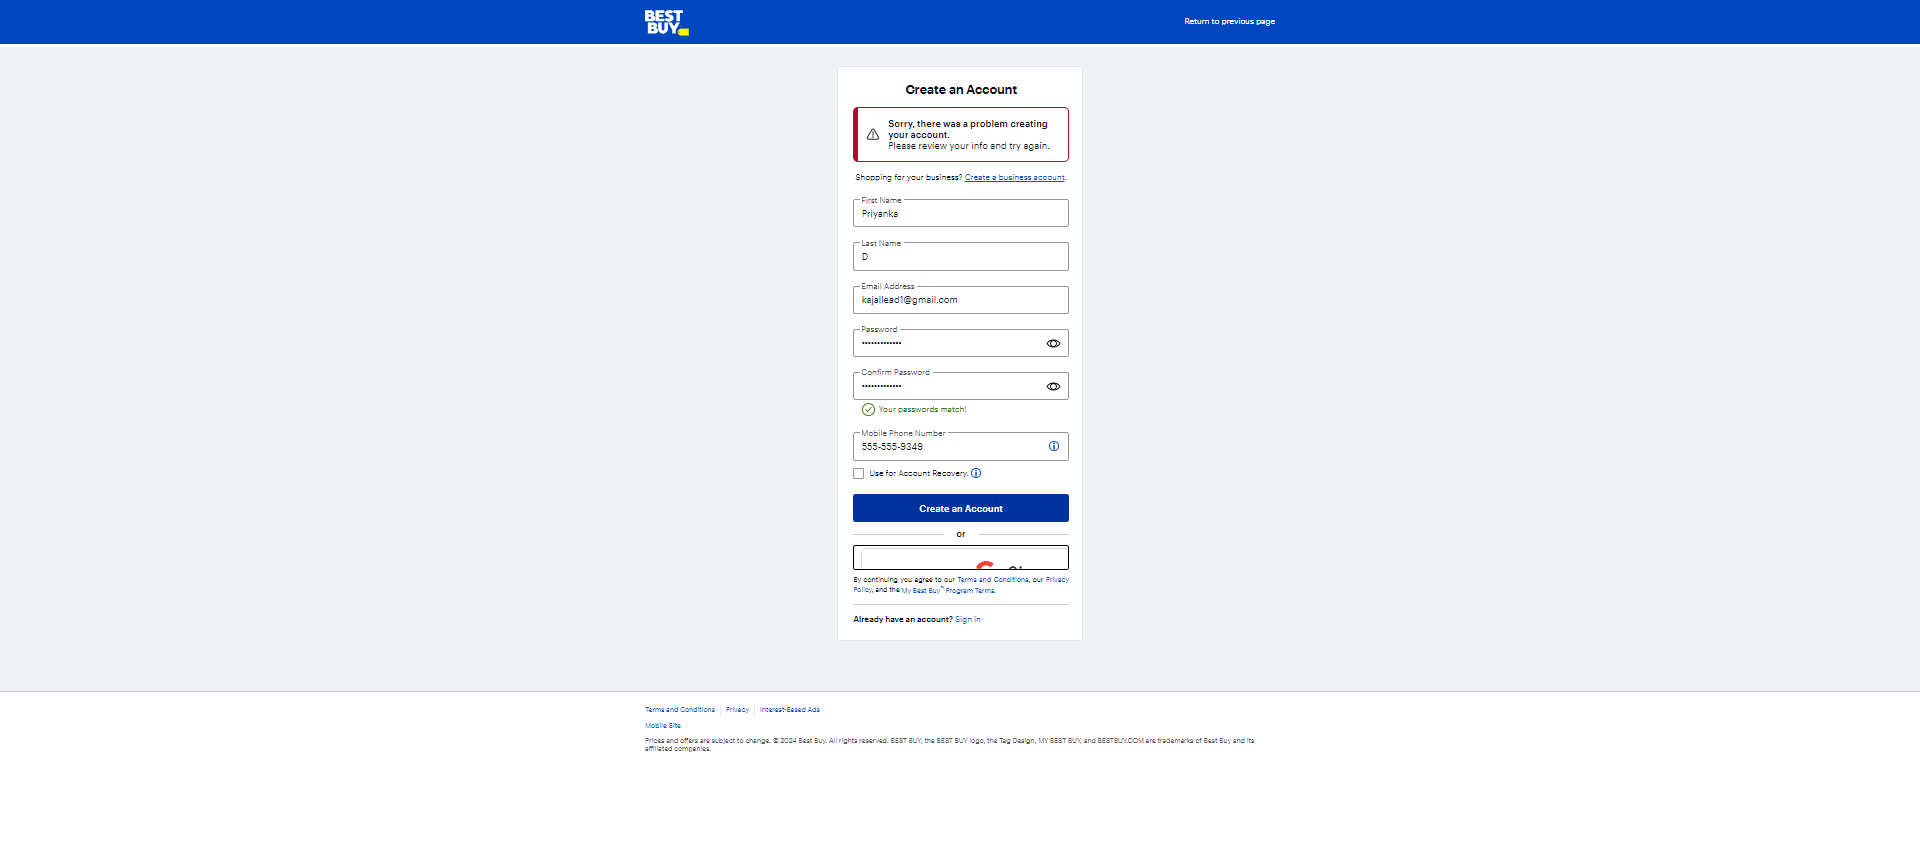 BEST
BUY
Return to previous page
Create an Account
Sorry, there was a problem creating
your account.
Please review your info and try again.
Shopping for your business? Create a business account.
First Name
Priyanka
Last Name
D
Email Address
kajallead1@gmail.com
Password
Confirm Password
Your passwords match!
Mobile Phone Number
555-555-9349
Use for Account Recovery.
Create an Account
or
By continuing you agree to our Terms and Conditions, our Privacy
Policy, and the My Best Buy™ Program Terms.
Already have an account? Sign in
Terms and Conditions
Privacy
Interest-Based Ads
Mobile Site
Prices and offers are subject to change. © 2024 Best Buy. All rights reserved. BEST BUY, the BEST BUY logo, the Tag Design, MY BEST BUY, and BESTBUY.COM are trademarks of Best Buy and its
affiliated companies.